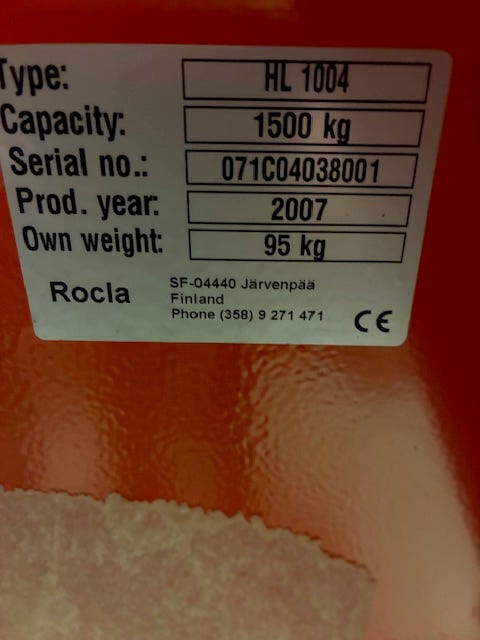 Type: HL 1004
Capacity: 1500 kg
Serial no.: 071C04038001
Prod. year: 2007
Own weight: 95 kg
Rocla
SF-04440 Järvenpää
Finland
Phone (358) 9 271 471
CE